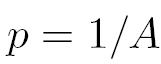 p = 1/A